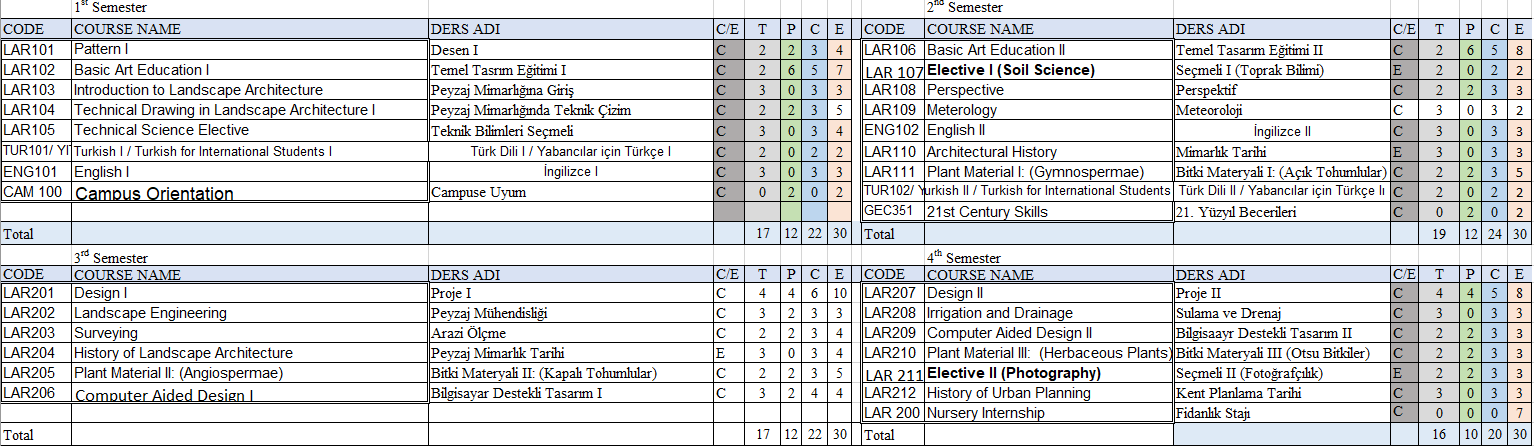 1st Semester
CODE COURSE NAME DERS ADI C/E T P C E
LAR101 Pattern I Desen I C 2 2 3 4
LAR102 Basic Art Education I Temel Tasrım Eğitimi I C 2 6 5 7
LAR103 Introduction to Landscape Architecture Peyzaj Mimarlığına Giriş C 3 0 3 3
LAR104 Technical Drawing in Landscape Architecture I Peyzaj Mimarlığında Teknik Çizim C 2 2 3 5
LAR105 Technical Science Elective Teknik Bilimleri Seçmeli C 3 0 3 4
TUR101/ YI Turkish I / Turkish for International Students I Türk Dili I / Yabancılar için Türkçe I C 2 0 2 2
ENG101 English I İngilizce I C 3 0 3 3
CAM 100 Campus Orientation Campuse Uyum C 0 2 0 2
Total 17 12 22 30
2nd Semester
CODE COURSE NAME DERS ADI C/E T P C E
LAR106 Basic Art Education II Temel Tasarım Eğitimi II C 2 6 5 8
LAR 107 Elective I (Soil Science) Seçmeli I (Toprak Bilimi) E 2 0 2 2
LAR108 Perspective Perspektif C 2 2 3 3
LAR109 Meterology Meteoroloji C 3 0 3 2
ENG102 English II İngilizce II C 3 0 3 3
LAR110 Architectural History Mimarlık Tarihi E 3 0 3 3
LAR111 Plant Material I: (Gymnospermae) Bitki Materyali I: (Açık Tohumlular) C 2 2 3 5
TUR102/ Y urkish II / Turkish for International Students Türk Dili II / Yabancılar için Türkçe Iı C 2 0 2 2
GEC351 21st Century Skills 21. Yüzyıl Becerileri C 0 2 0 2
Total 19 12 24 30
3rd Semester
CODE COURSE NAME DERS ADI C/E T P C E
LAR201 Design I Proje I C 4 4 6 10
LAR202 Landscape Engineering Peyzaj Mühendisliği C 3 2 3 3
LAR203 Surveying Arazi Ölçme C 2 2 3 4
LAR204 History of Landscape Architecture Peyzaj Mimarlık Tarihi E 3 0 3 4
LAR205 Plant Material II: (Angiospermae) Bitki Materyali II: (Kapalı Tohumlular) C 2 2 3 5
LAR206 Computer Aided Design I Bilgisayar Destekli Tasarım I C 3 2 4 4
Total 17 12 22 30
4th Semester
CODE COURSE NAME DERS ADI C/E T P C E
LAR207 Design II Proje II C 4 4 5 8
LAR208 Irrigation and Drainage Sulama ve Drenaj C 3 0 3 3
LAR209 Computer Aided Design II Bilgisaayr Destekli Tasarım II C 2 2 3 3
LAR210 Plant Material III: (Herbaceous Plants) Bitki Materyali III (Otsu Bitkiler) C 2 2 3 3
LAR 211 Elective II (Photography) Seçmeli II (Fotoğrafçılık) E 2 2 3 3
LAR212 History of Urban Planning Kent Planlama Tarihi C 3 0 3 3
LAR 200 Nursery Internship Fidanlık Stajı C 0 0 0 7
Total 16 10 20 30